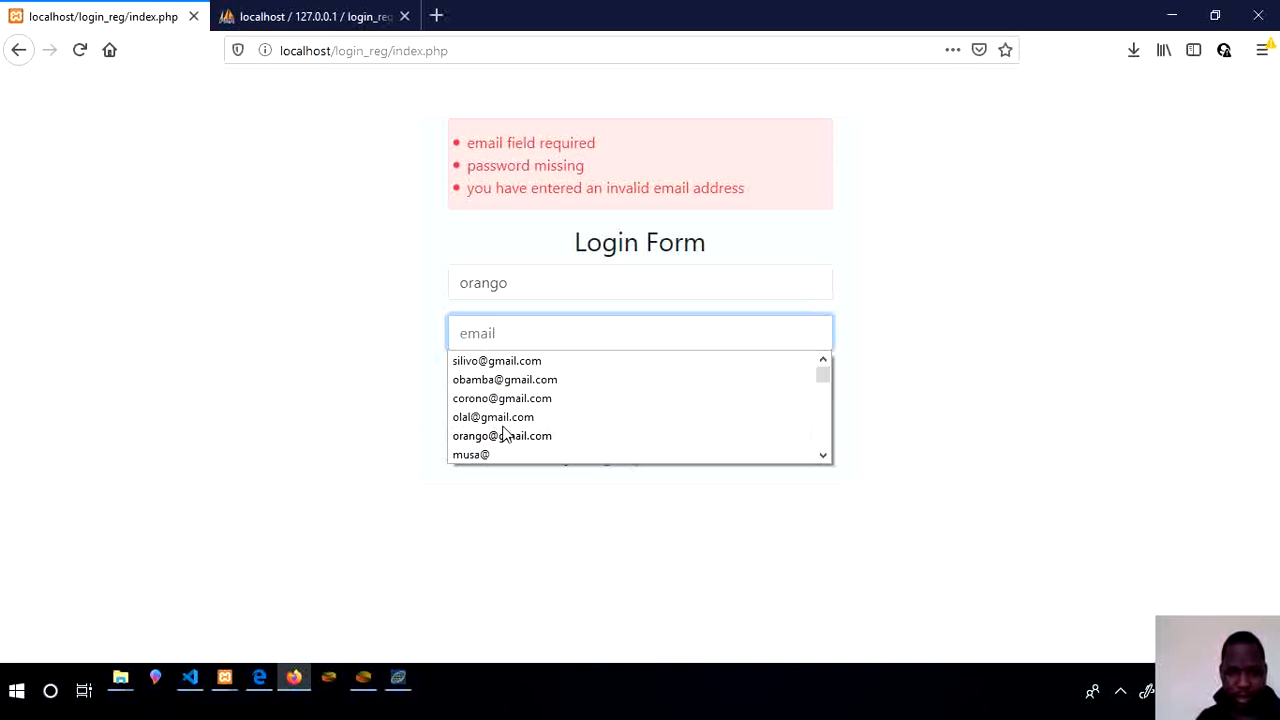 localhost/login_reg/index.php
localhost / 127.0.0.1 / login_re
localhost/login_reg/index.php
email field required
password missing
you have entered an invalid email address
Login Form
orango
email
silivo@gmail.com
obamba@gmail.com
corono@gmail.com
olal@gmail.com
orango@gmail.com
musa@